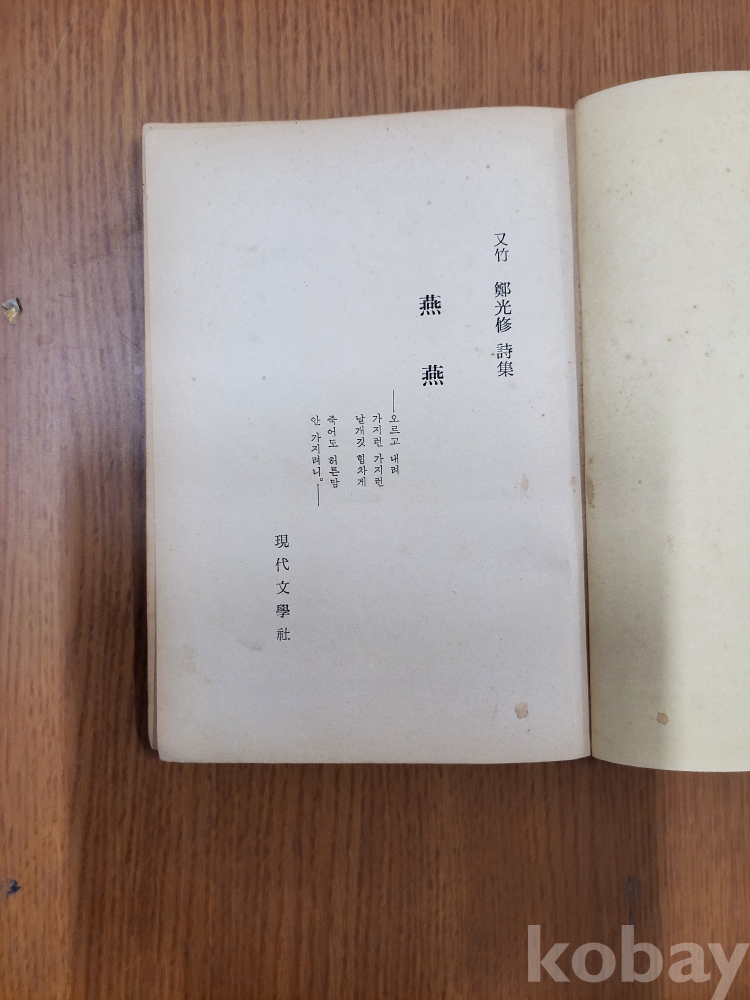 又竹 鄭光修 詩集
燕燕
──오르고 내려
가지런 가지런
날개짓 힘차게
죽어도 허튼맘
안 가지려니。──
現代文學社
kobay